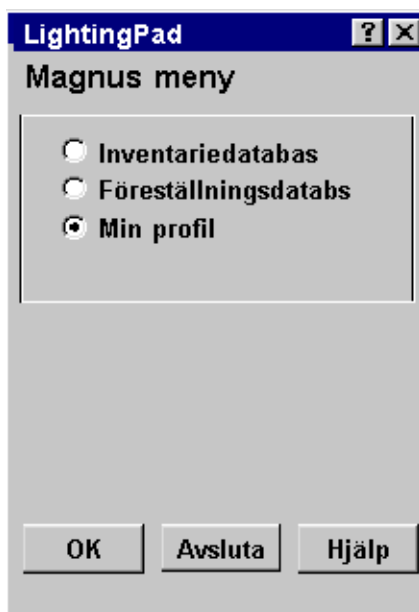 LightingPad ? X
Magnus meny
Inventariedatabas
Föreställningsdatabs
Min profil
OK Avsluta Hjälp